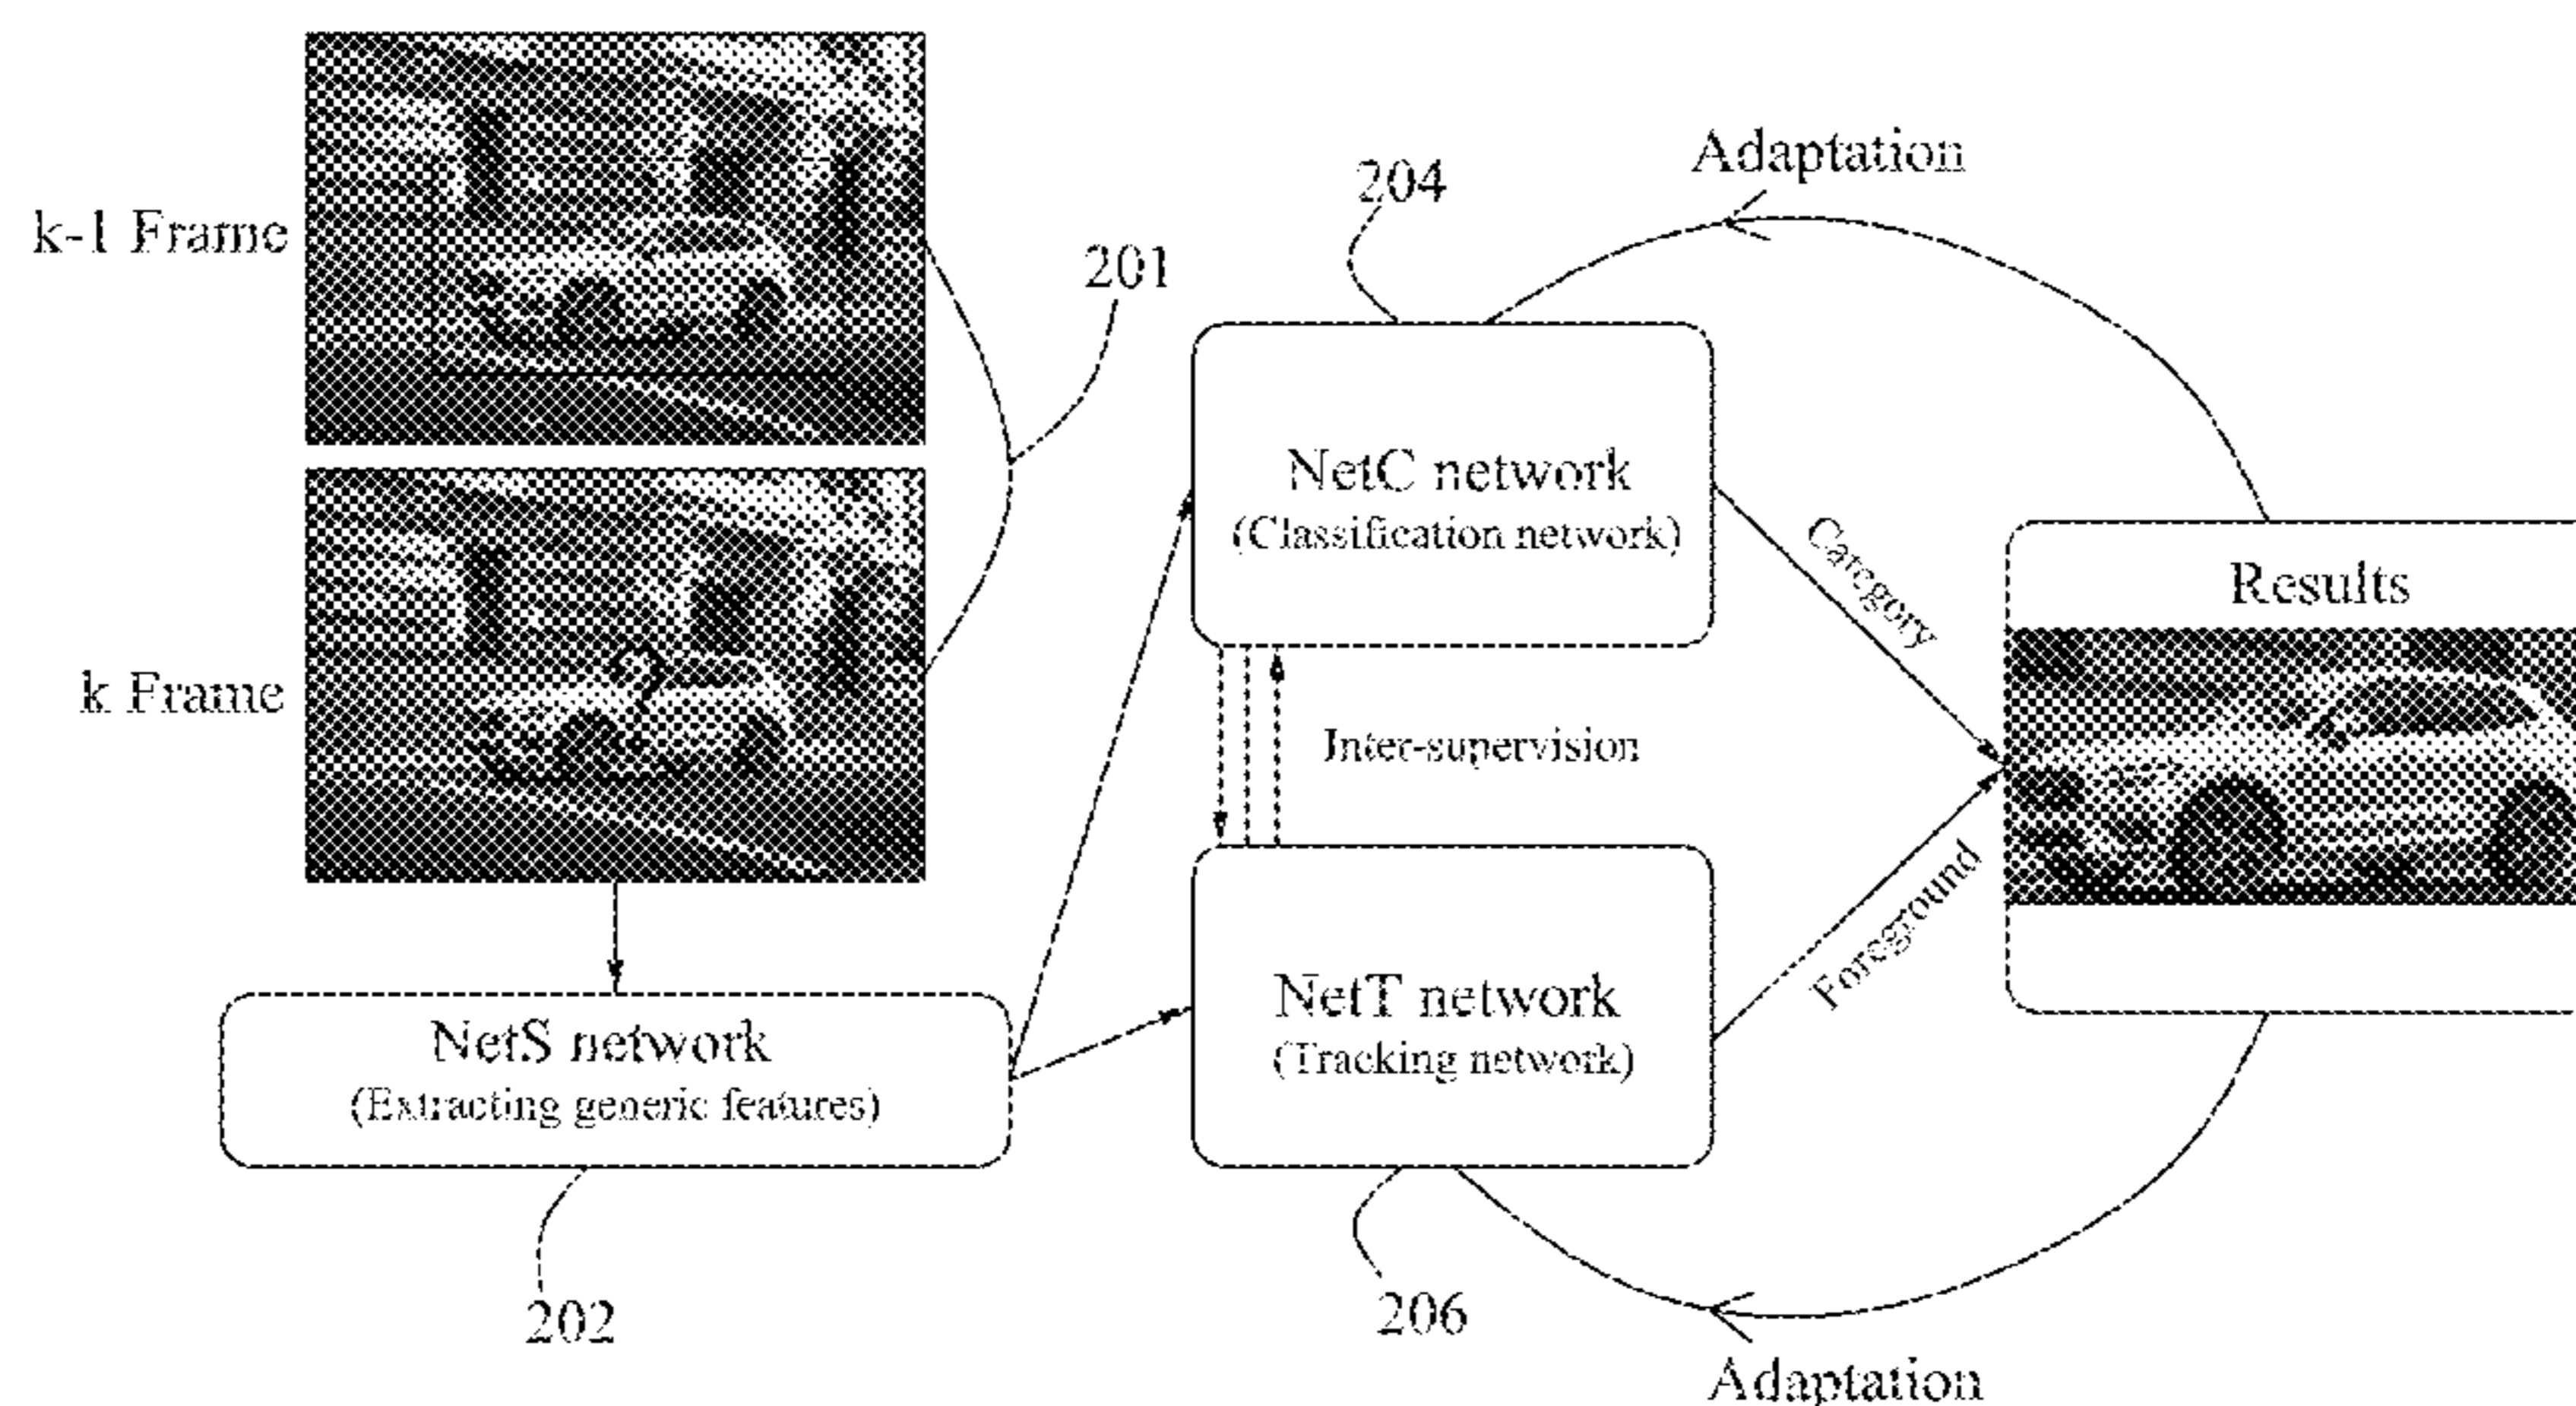 k-1 Frame
k Frame
?
201
NetS network
(Extracting generic features)
202
204
NetC network
(Classification network)
Inter-supervision
NetT network
(Tracking network)
206
Adaptation
Category
Foreground
Results
Adaptation